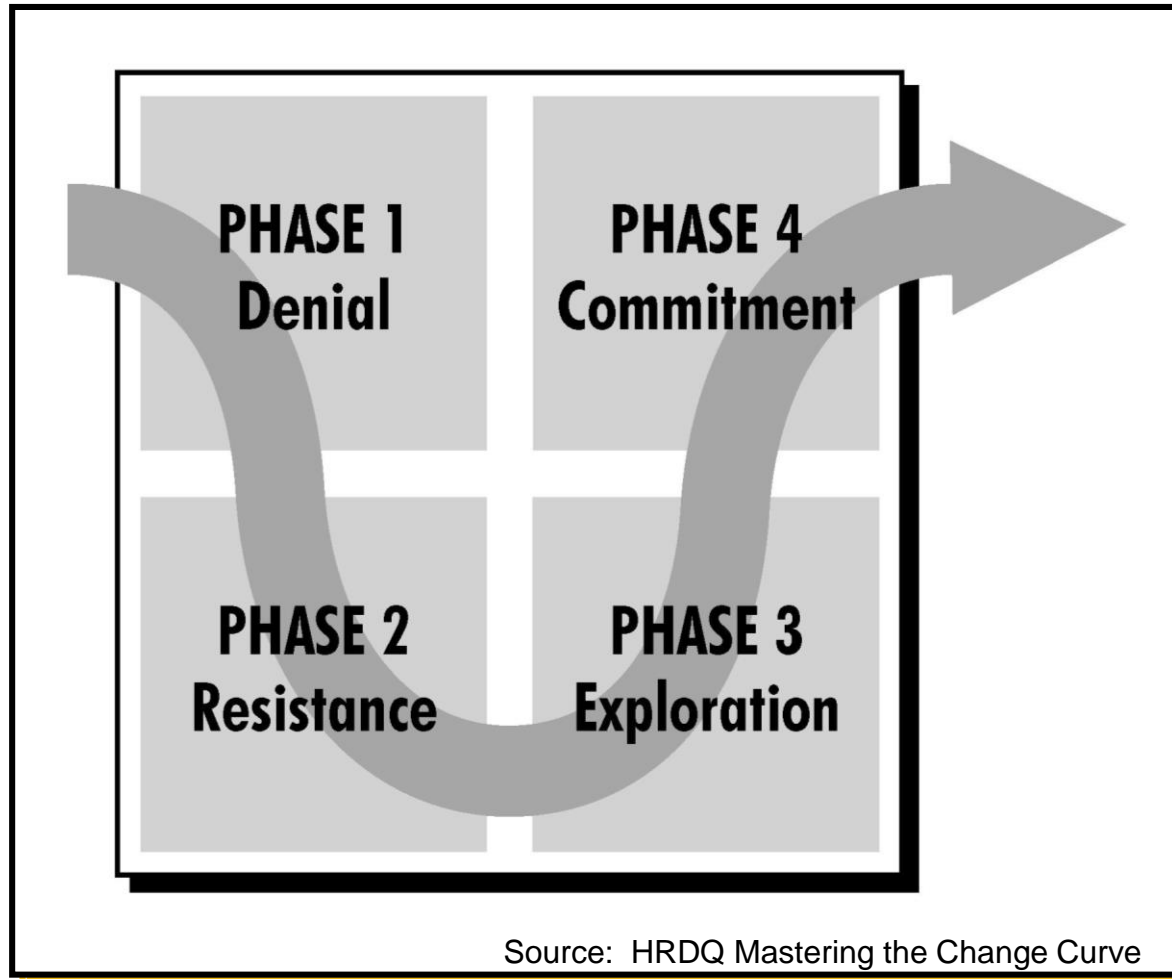 PHASE 1
Denial
PHASE 4
Commitment
PHASE 2
Resistance
PHASE 3
Exploration
Source: HRDQ Mastering the Change Curve